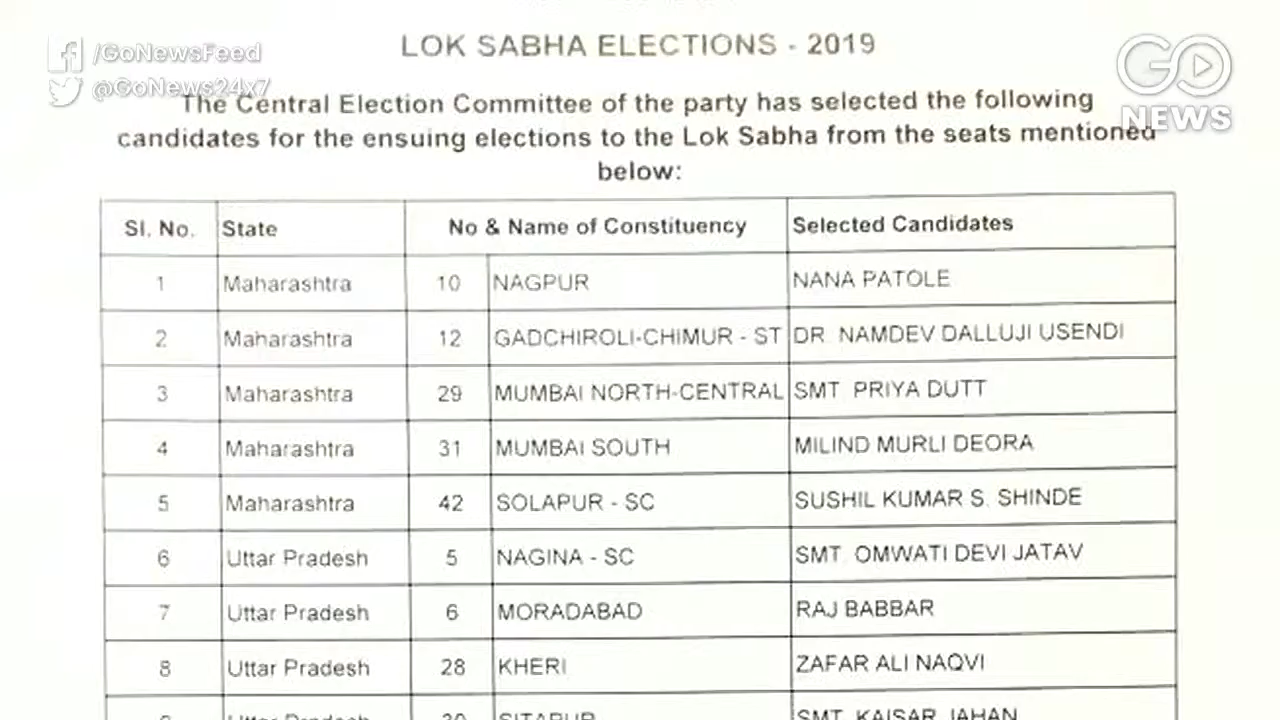 /GoNewsFeed
@GoNews24x7
GO
NEWS
LOK SABHA ELECTIONS - 2019
The Central Election Committee of the party has selected the following
candidates for the ensuing elections to the Lok Sabha from the seats mentioned
below:
Sl. No. State No & Name of Constituency Selected Candidates
1 Maharashtra 10 NAGPUR NANA PATOLE
2 Maharashtra 12 GADCHIROLI-CHIMUR - ST DR. NAMDEV DALLUJI USENDI
3 Maharashtra 29 MUMBAI NORTH-CENTRAL SMT. PRIYA DUTT
4 Maharashtra 31 MUMBAI SOUTH MILIND MURLI DEORA
5 Maharashtra 42 SOLAPUR - SC SUSHIL KUMAR S. SHINDE
6 Uttar Pradesh 5 NAGINA - SC SMT. OMWATI DEVI JATAV
7 Uttar Pradesh 6 MORADABAD RAJ BABBAR
8 Uttar Pradesh 28 KHERI ZAFAR ALI NAQVI
9 Uttar Pradesh 30 SITAPUR SMT. KAISAR JAHAN